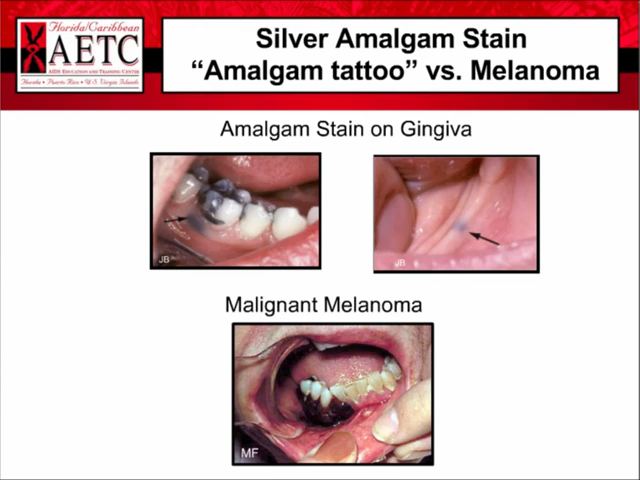 Florida/Caribbean
AETC
AIDS EDUCATION AND TRAINING CENTER
Florida • Puerto Rico • U.S. Virgin Islands
Silver Amalgam Stain
“Amalgam tattoo” vs. Melanoma
Amalgam Stain on Gingiva
JB
JB
Malignant Melanoma
MF